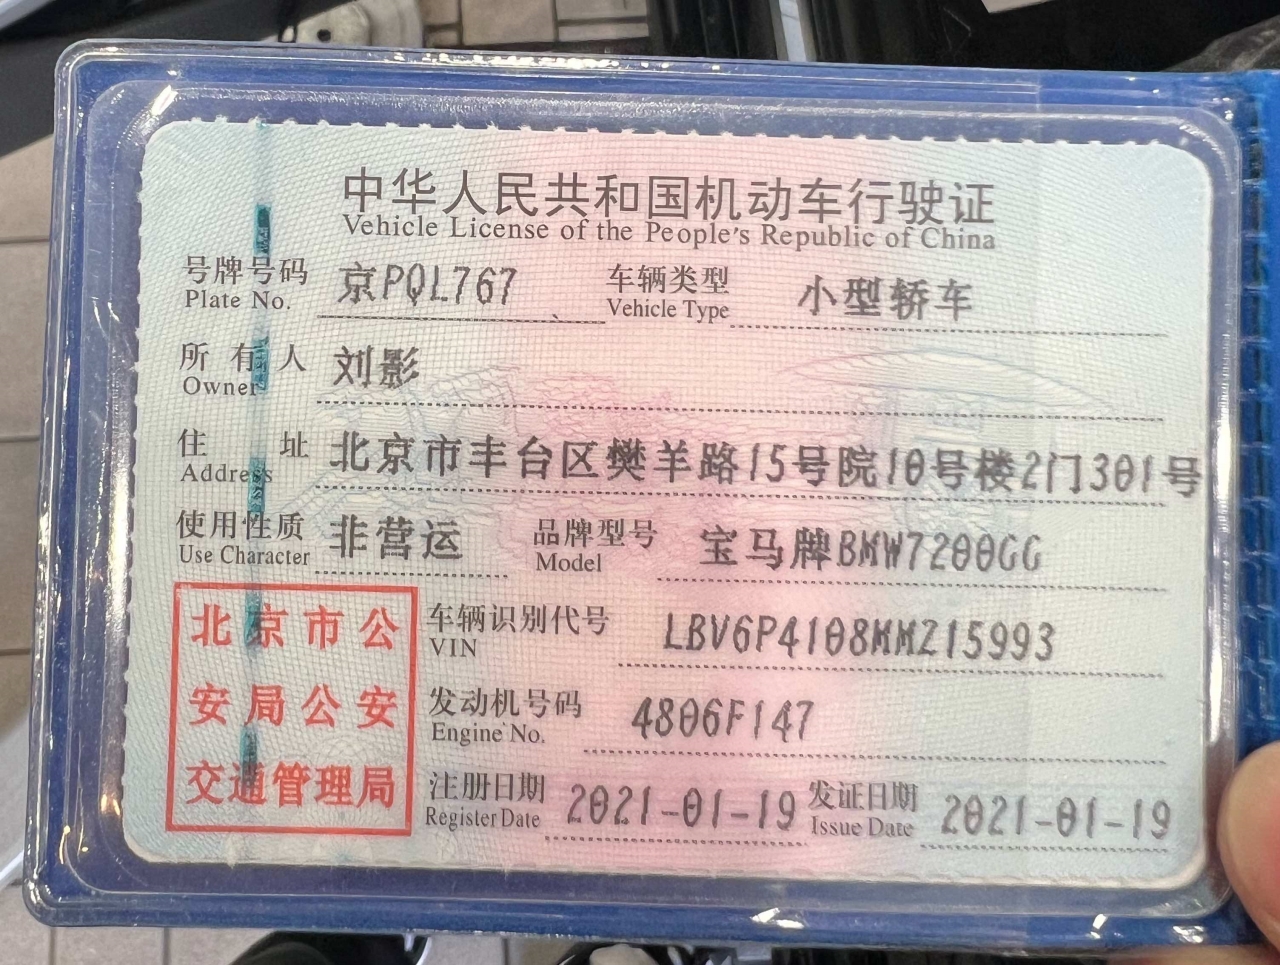 中华人民共和国机动车行驶证
Vehicle License of the People's Republic of China
号牌号码 京PQL767 车辆类型 小型轿车
Plate No. Vehicle Type
所有人 刘影
Owner
住址 北京市丰台区樊羊路15号院10号楼2门301号
Address
使用性质 非营运 品牌型号 宝马牌BMW7200GG
Use Character Model
北京市公
安局公安
交通管理局
车辆识别代号 LBV6P4108MMZ15993
VIN
发动机号码 4806F147
Engine No.
注册日期 2021-01-19 发证日期 2021-01-19
Register Date Issue Date